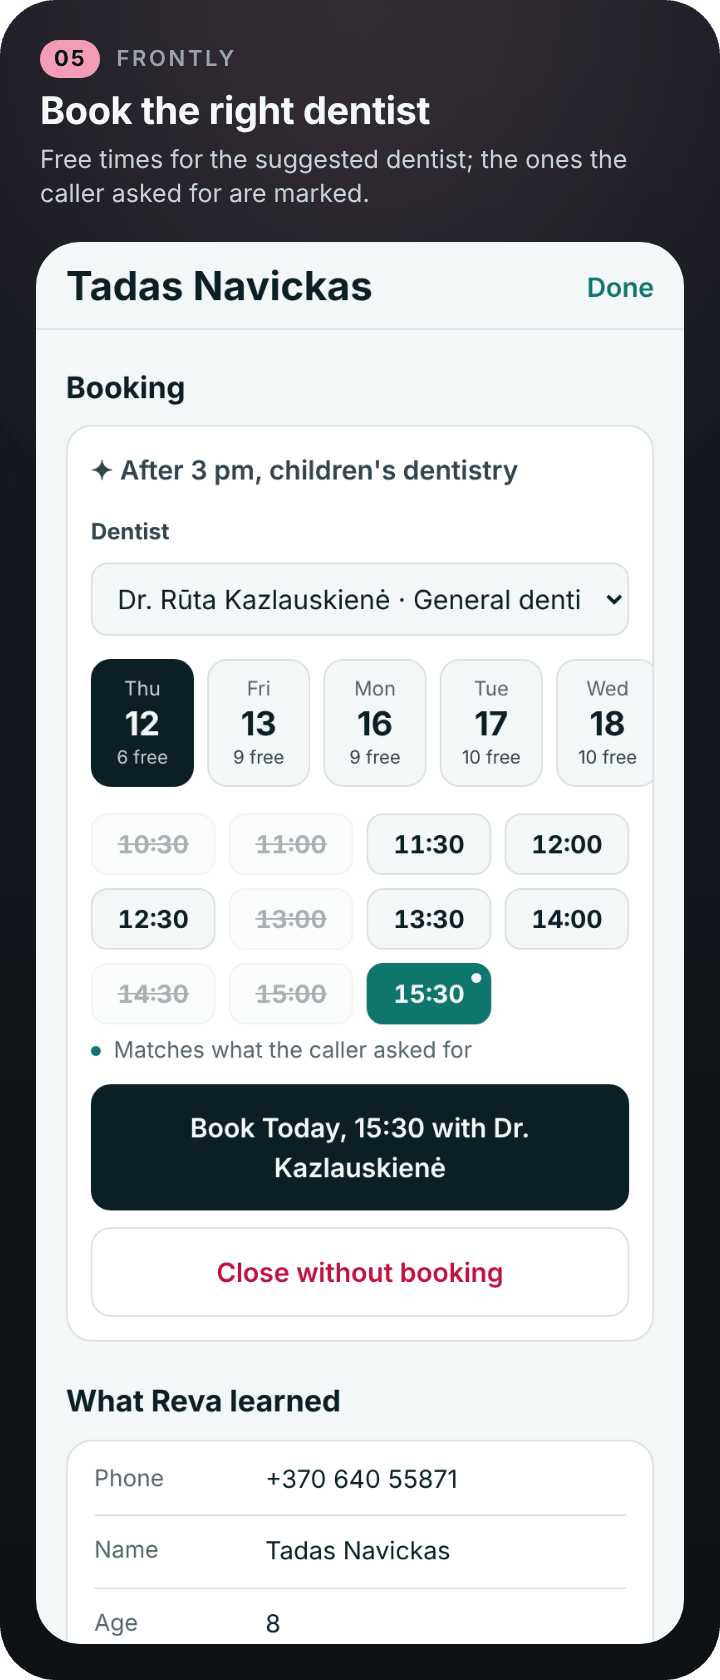 05 FRONTLY
Book the right dentist
Free times for the suggested dentist; the ones the
caller asked for are marked.
Tadas Navickas Done
Booking
✦ After 3 pm, children's dentistry
Dentist
Dr. Rūta Kazlauskienė · General denti
Thu Fri Mon Tue Wed
12 13 16 17 18
6 free 9 free 9 free 10 free 10 free
10:30 11:00 11:30 12:00
12:30 13:00 13:30 14:00
14:30 15:00 15:30
Matches what the caller asked for
Book Today, 15:30 with Dr.
Kazlauskienė
Close without booking
What Reva learned
Phone +370 640 55871
Name Tadas Navickas
Age 8